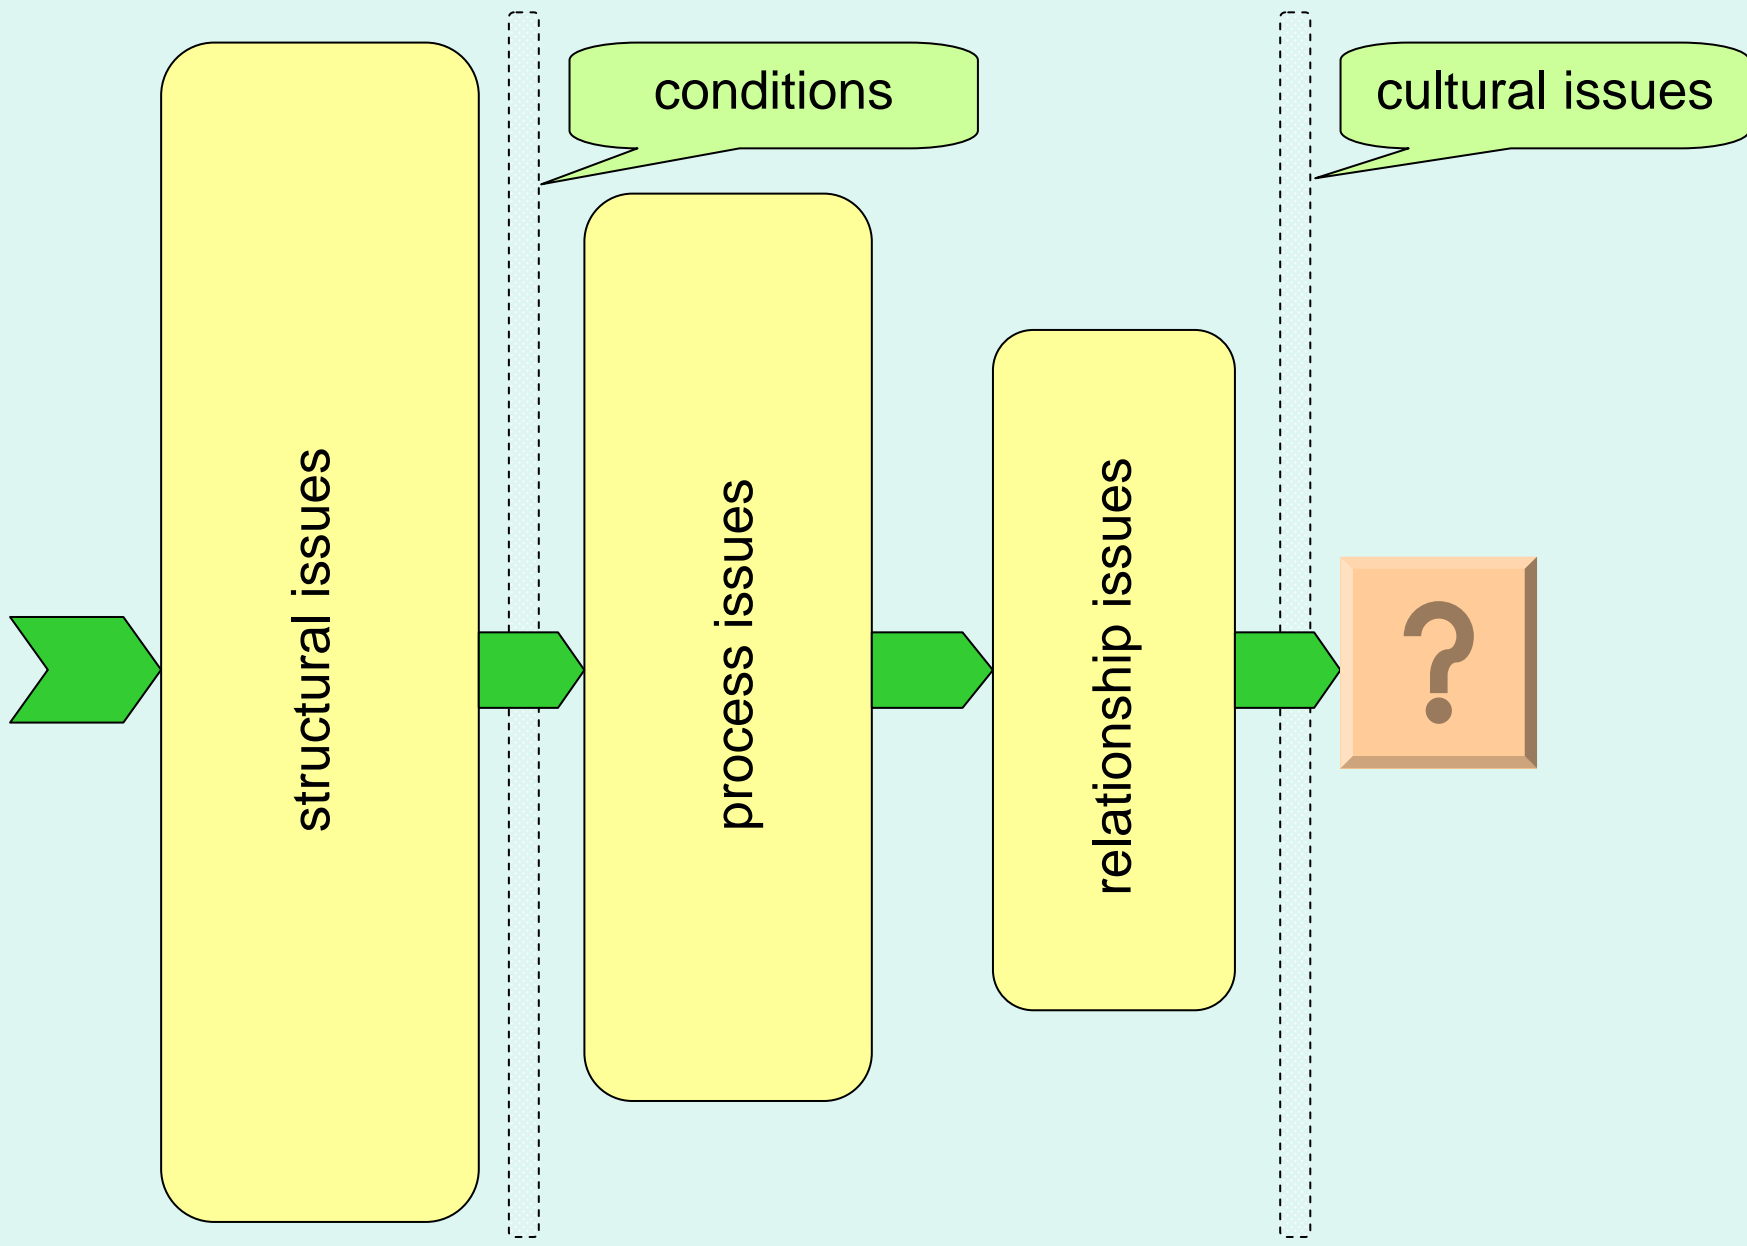 conditions
cultural issues
structural issues
process issues
relationship issues
?